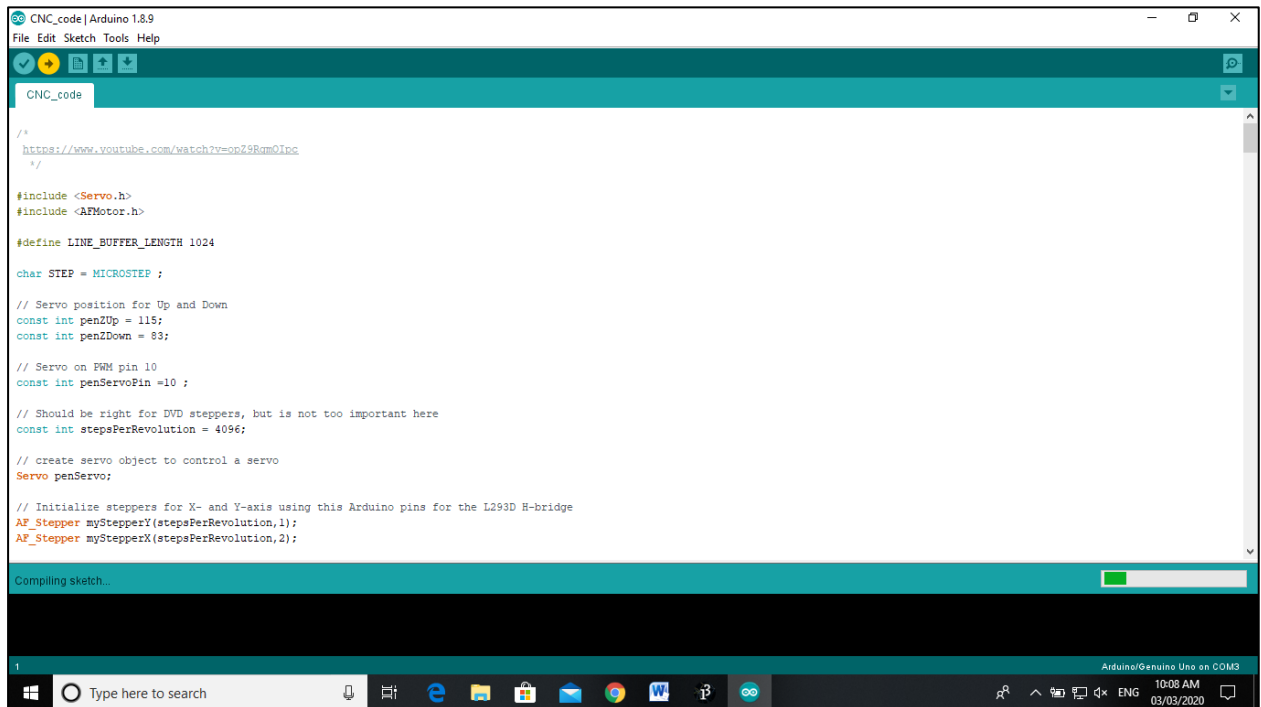 CNC_code | Arduino 1.8.9
File Edit Sketch Tools Help
CNC_code
/*
https://www.youtube.com/watch?v=opZ9RgmOIpc
*/
#include <Servo.h>
#include <AFMotor.h>
#define LINE_BUFFER_LENGTH 1024
char STEP = MICROSTEP ;
// Servo position for Up and Down
const int penZUp = 115;
const int penZDown = 83;
// Servo on PWM pin 10
const int penServoPin =10 ;
// Should be right for DVD steppers, but is not too important here
const int stepsPerRevolution = 4096;
// create servo object to control a servo
Servo penServo;
// Initialize steppers for X- and Y-axis using this Arduino pins for the L293D H-bridge
AF_Stepper myStepperY(stepsPerRevolution,1);
AF_Stepper myStepperX(stepsPerRevolution,2);
Compiling sketch...
1
Arduino/Genuino Uno on COM3
Type here to search
ENG
10:08 AM
03/03/2020